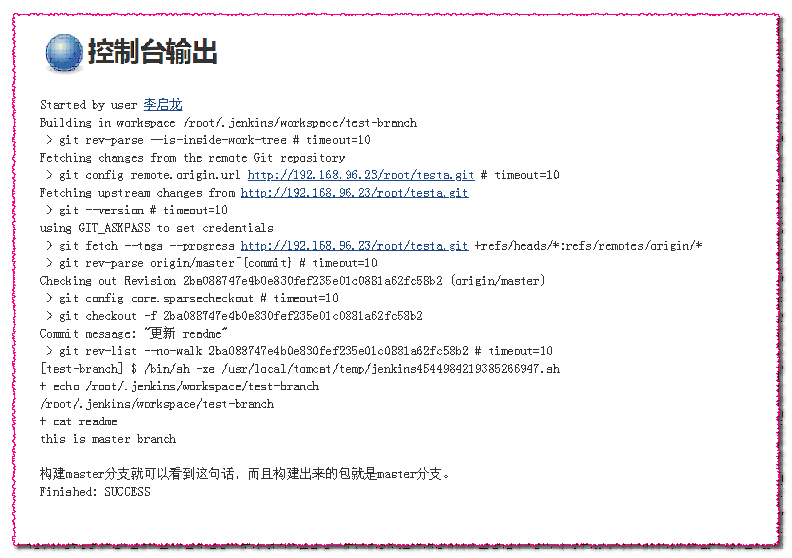 控制台输出
Started by user 李启龙
Building in workspace /root/.jenkins/workspace/test-branch
> git rev-parse --is-inside-work-tree # timeout=10
Fetching changes from the remote Git repository
> git config remote.origin.url http://192.168.96.23/root/testa.git # timeout=10
Fetching upstream changes from http://192.168.96.23/root/testa.git
> git --version # timeout=10
using GIT_ASKPASS to set credentials
> git fetch --tags --progress http://192.168.96.23/root/testa.git +refs/heads/*:refs/remotes/origin/*
> git rev-parse origin/master^{commit} # timeout=10
Checking out Revision 2ba088747e4b0e830fef235e01c0881a62fc58b2 (origin/master)
> git config core.sparsecheckout # timeout=10
> git checkout -f 2ba088747e4b0e830fef235e01c0881a62fc58b2
Commit message: "更新 readme"
> git rev-list --no-walk 2ba088747e4b0e830fef235e01c0881a62fc58b2 # timeout=10
[test-branch] $ /bin/sh -xe /usr/local/tomcat/temp/jenkins4544984219385266947.sh
+ echo /root/.jenkins/workspace/test-branch
/root/.jenkins/workspace/test-branch
+ cat readme
this is master branch
构建master分支就可以看到这句话，而且构建出来的包就是master分支。
Finished: SUCCESS